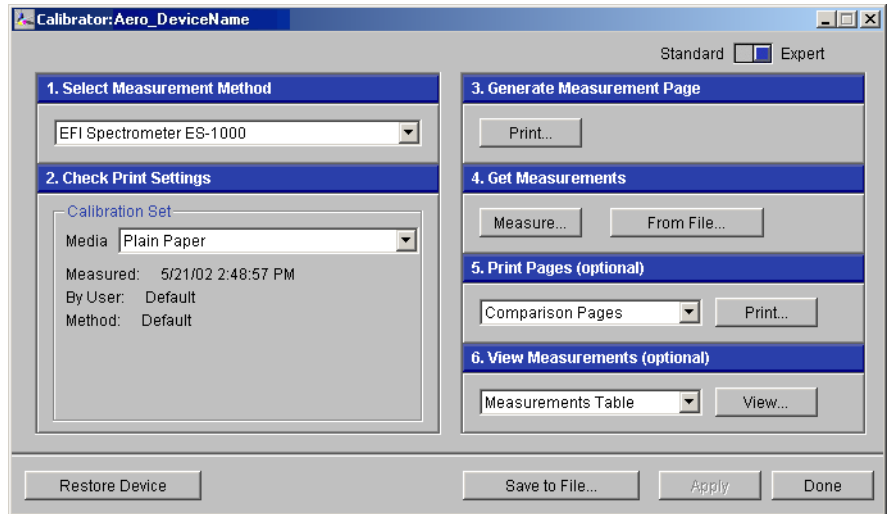 Calibrator:Aero_DeviceName
Standard Expert
1. Select Measurement Method
EFI Spectrometer ES-1000
2. Check Print Settings
Calibration Set
Media Plain Paper
Measured: 5/21/02 2:48:57 PM
By User: Default
Method: Default
3. Generate Measurement Page
Print...
4. Get Measurements
Measure... From File...
5. Print Pages (optional)
Comparison Pages Print...
6. View Measurements (optional)
Measurements Table View...
Restore Device Save to File... Apply Done